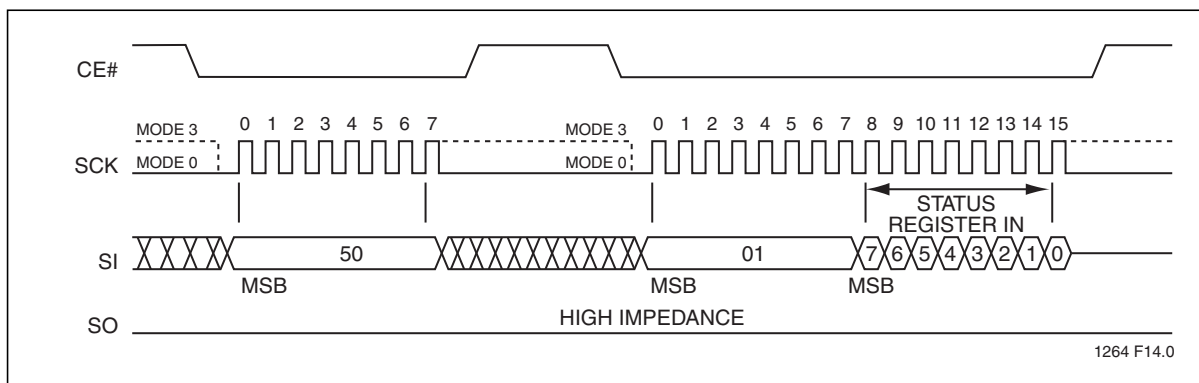 CE#
MODE 3 0 1 2 3 4 5 6 7 MODE 3 0 1 2 3 4 5 6 7 8 9 10 11 12 13 14 15
SCK MODE 0 MODE 0
STATUS
REGISTER IN
SI 50 01 7 6 5 4 3 2 1 0
MSB MSB MSB
HIGH IMPEDANCE
SO
1264 F14.0